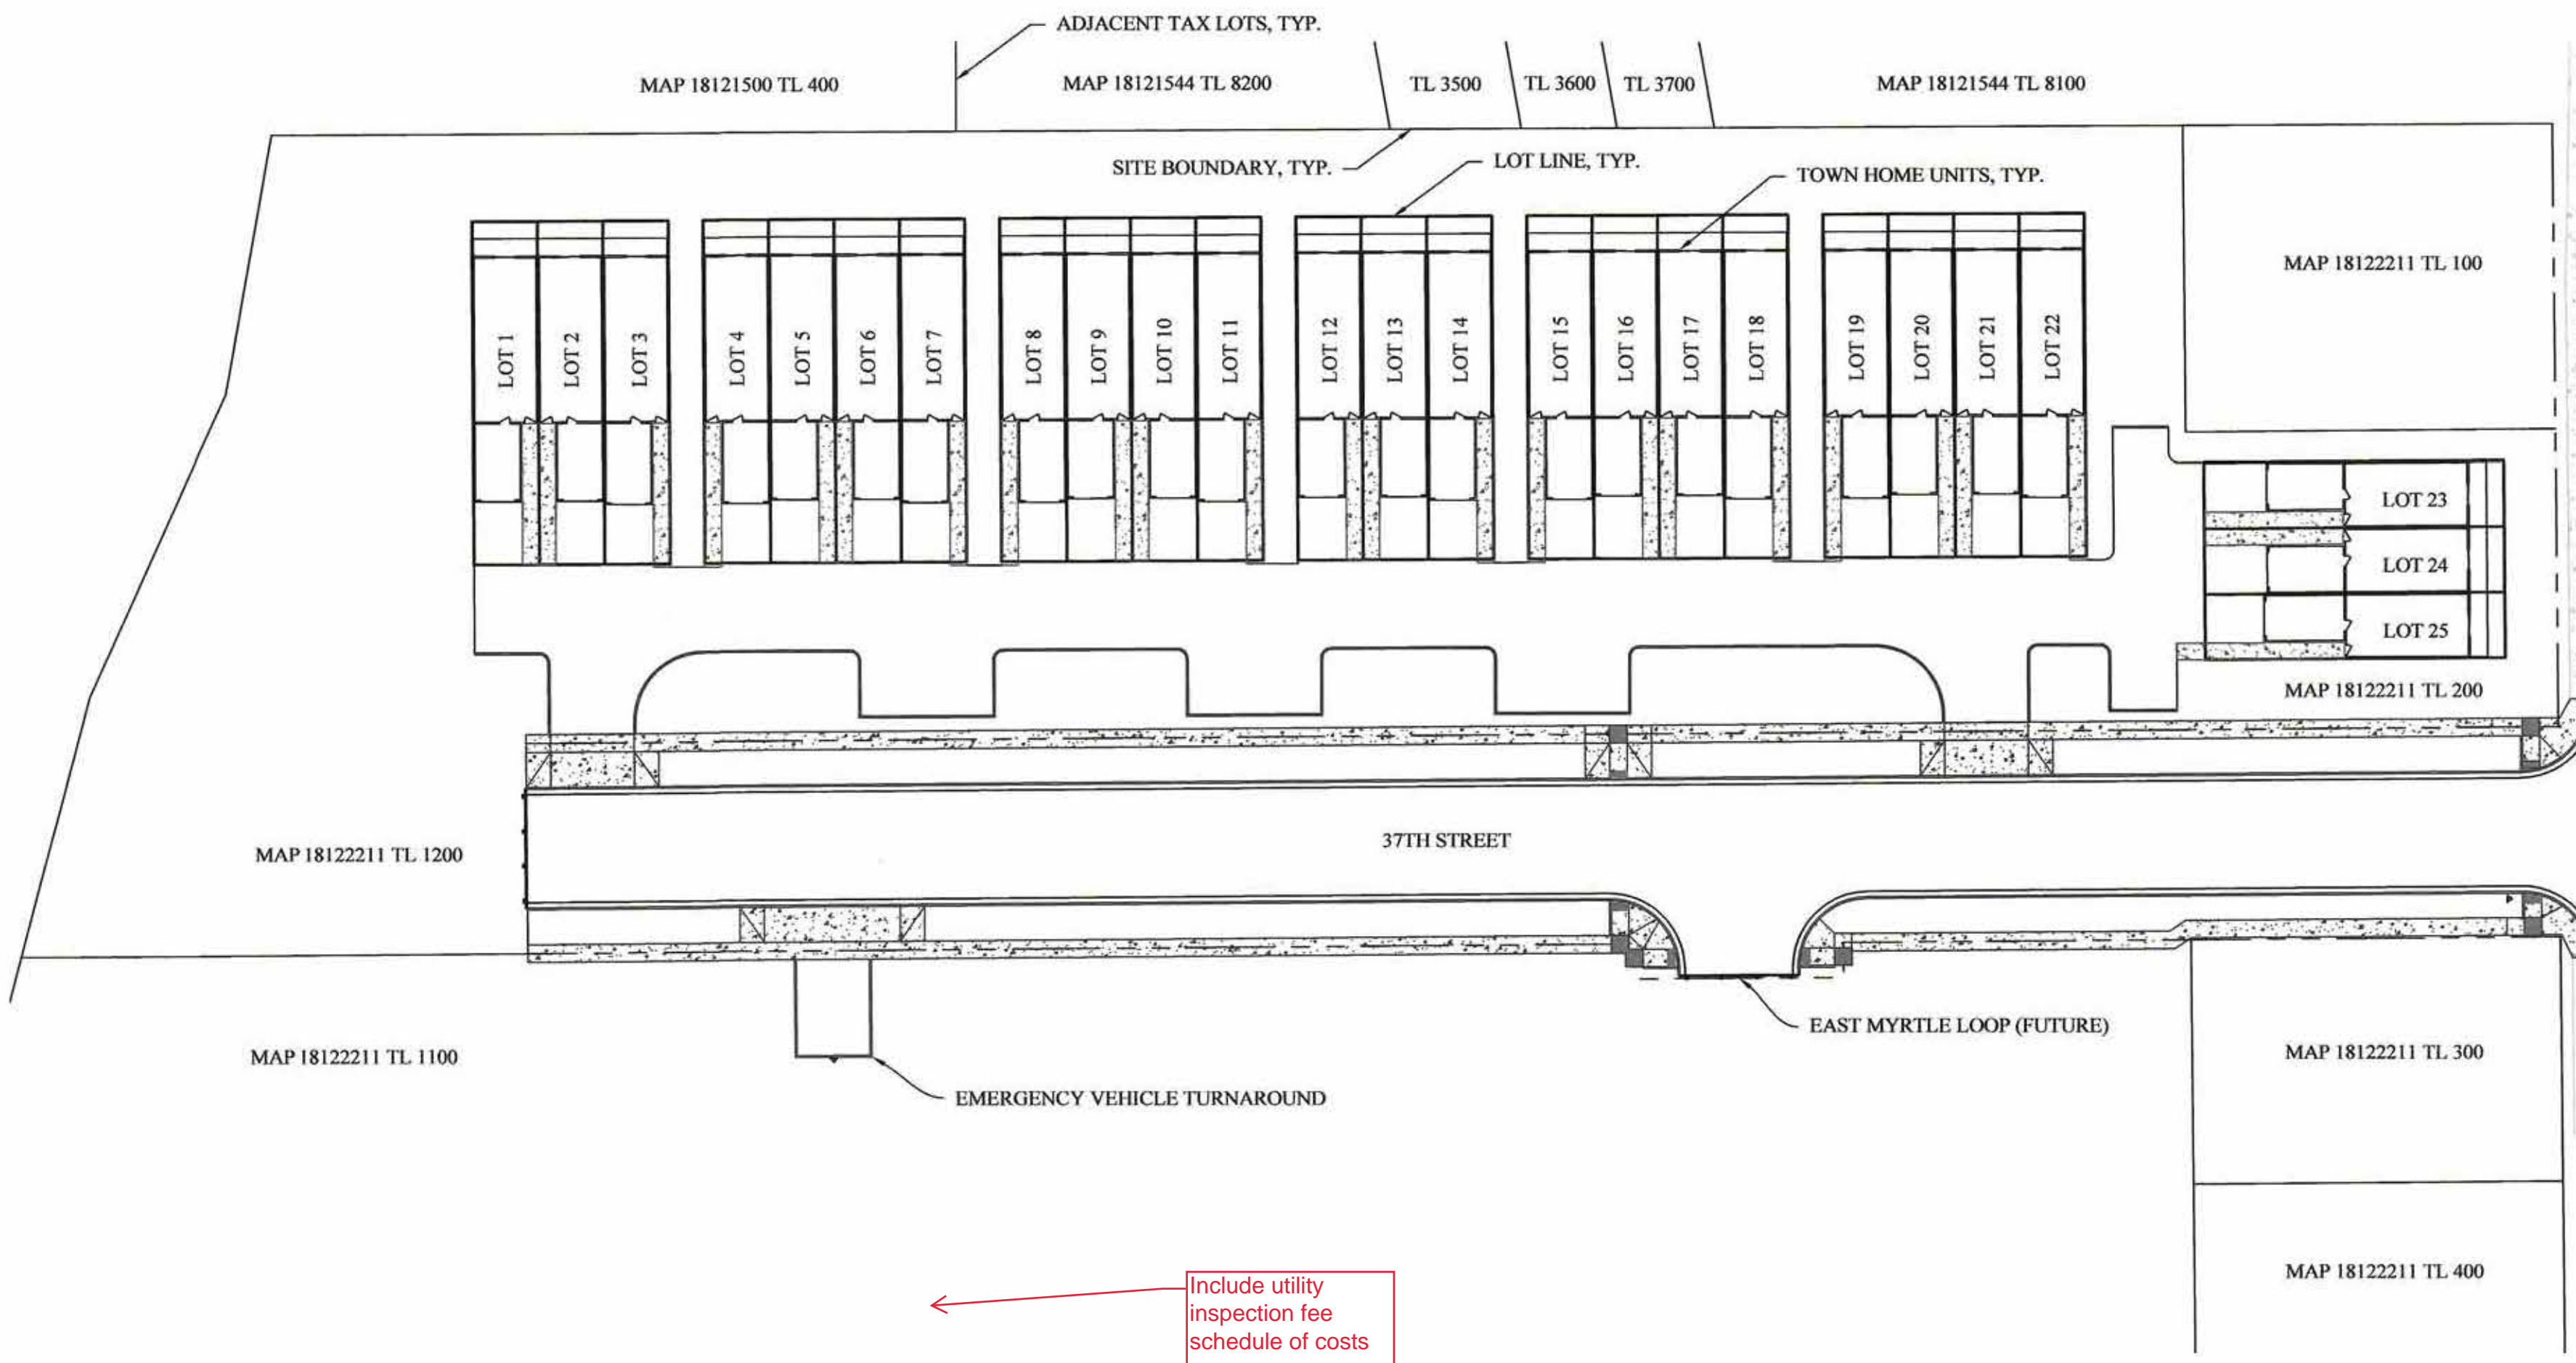 ADJACENT TAX LOTS, TYP.
MAP 18121500 TL 400
MAP 18121544 TL 8200
TL 3500
TL 3600
TL 3700
MAP 18121544 TL 8100
SITE BOUNDARY, TYP.
LOT LINE, TYP.
TOWN HOME UNITS, TYP.
MAP 18122211 TL 100
LOT 1
LOT 2
LOT 3
LOT 4
LOT 5
LOT 6
LOT 7
LOT 8
LOT 9
LOT 10
LOT 11
LOT 12
LOT 13
LOT 14
LOT 15
LOT 16
LOT 17
LOT 18
LOT 19
LOT 20
LOT 21
LOT 22
LOT 23
LOT 24
LOT 25
MAP 18122211 TL 200
37TH STREET
MAP 18122211 TL 1200
EAST MYRTLE LOOP (FUTURE)
MAP 18122211 TL 1100
MAP 18122211 TL 300
EMERGENCY VEHICLE TURNAROUND
MAP 18122211 TL 400
Include utility
inspection fee
schedule of costs